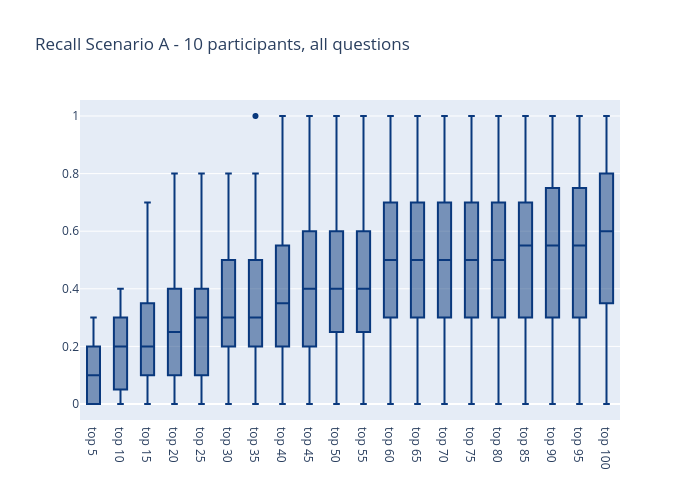 Recall Scenario A - 10 participants, all questions
1
0.8
0.6
0.4
0.2
0
top 5
top 10
top 15
top 20
top 25
top 30
top 35
top 40
top 45
top 50
top 55
top 60
top 65
top 70
top 75
top 80
top 85
top 90
top 95
top 100